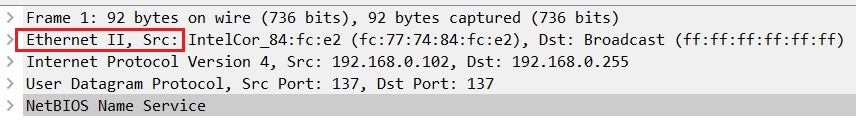 Frame 1: 92 bytes on wire (736 bits), 92 bytes captured (736 bits)
Ethernet II, Src: IntelCor_84:fc:e2 (fc:77:74:84:fc:e2), Dst: Broadcast (ff:ff:ff:ff:ff:ff)
Internet Protocol Version 4, Src: 192.168.0.102, Dst: 192.168.0.255
User Datagram Protocol, Src Port: 137, Dst Port: 137
NetBIOS Name Service